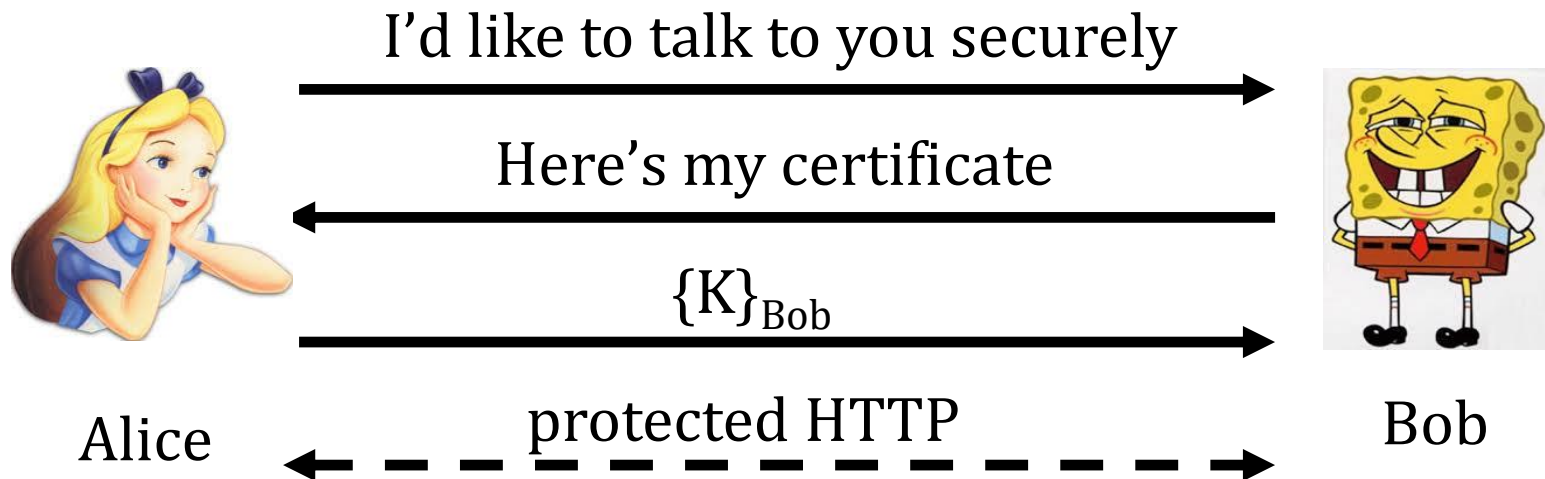 I’d like to talk to you securely
Here’s my certificate
{K}Bob
protected HTTP
Alice
Bob